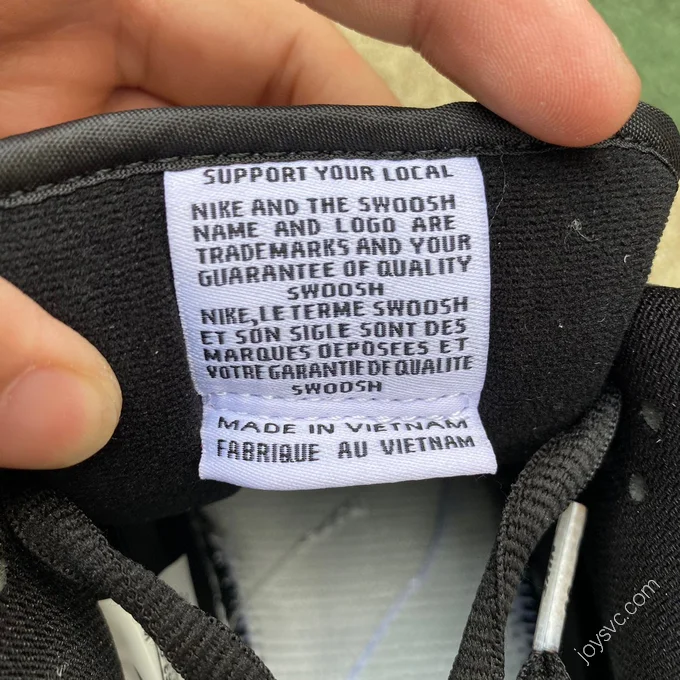 SUPPORT YOUR LOCAL
NIKE AND THE SWOOSH
NAME AND LOGO ARE
TRADEMARKS AND YOUR
GUARANTEE OF QUALITY
SWOOSH
NIKE,LETERME SWOOSH
ET SON SIGLE SONT DES
MARQUES DEPOSEES ET
VOTRE GARANTIE DE QUALITE
SWOOSH
MADE IN VIETNAM
FABRIQUE AU VIETNAM
joysvc.com